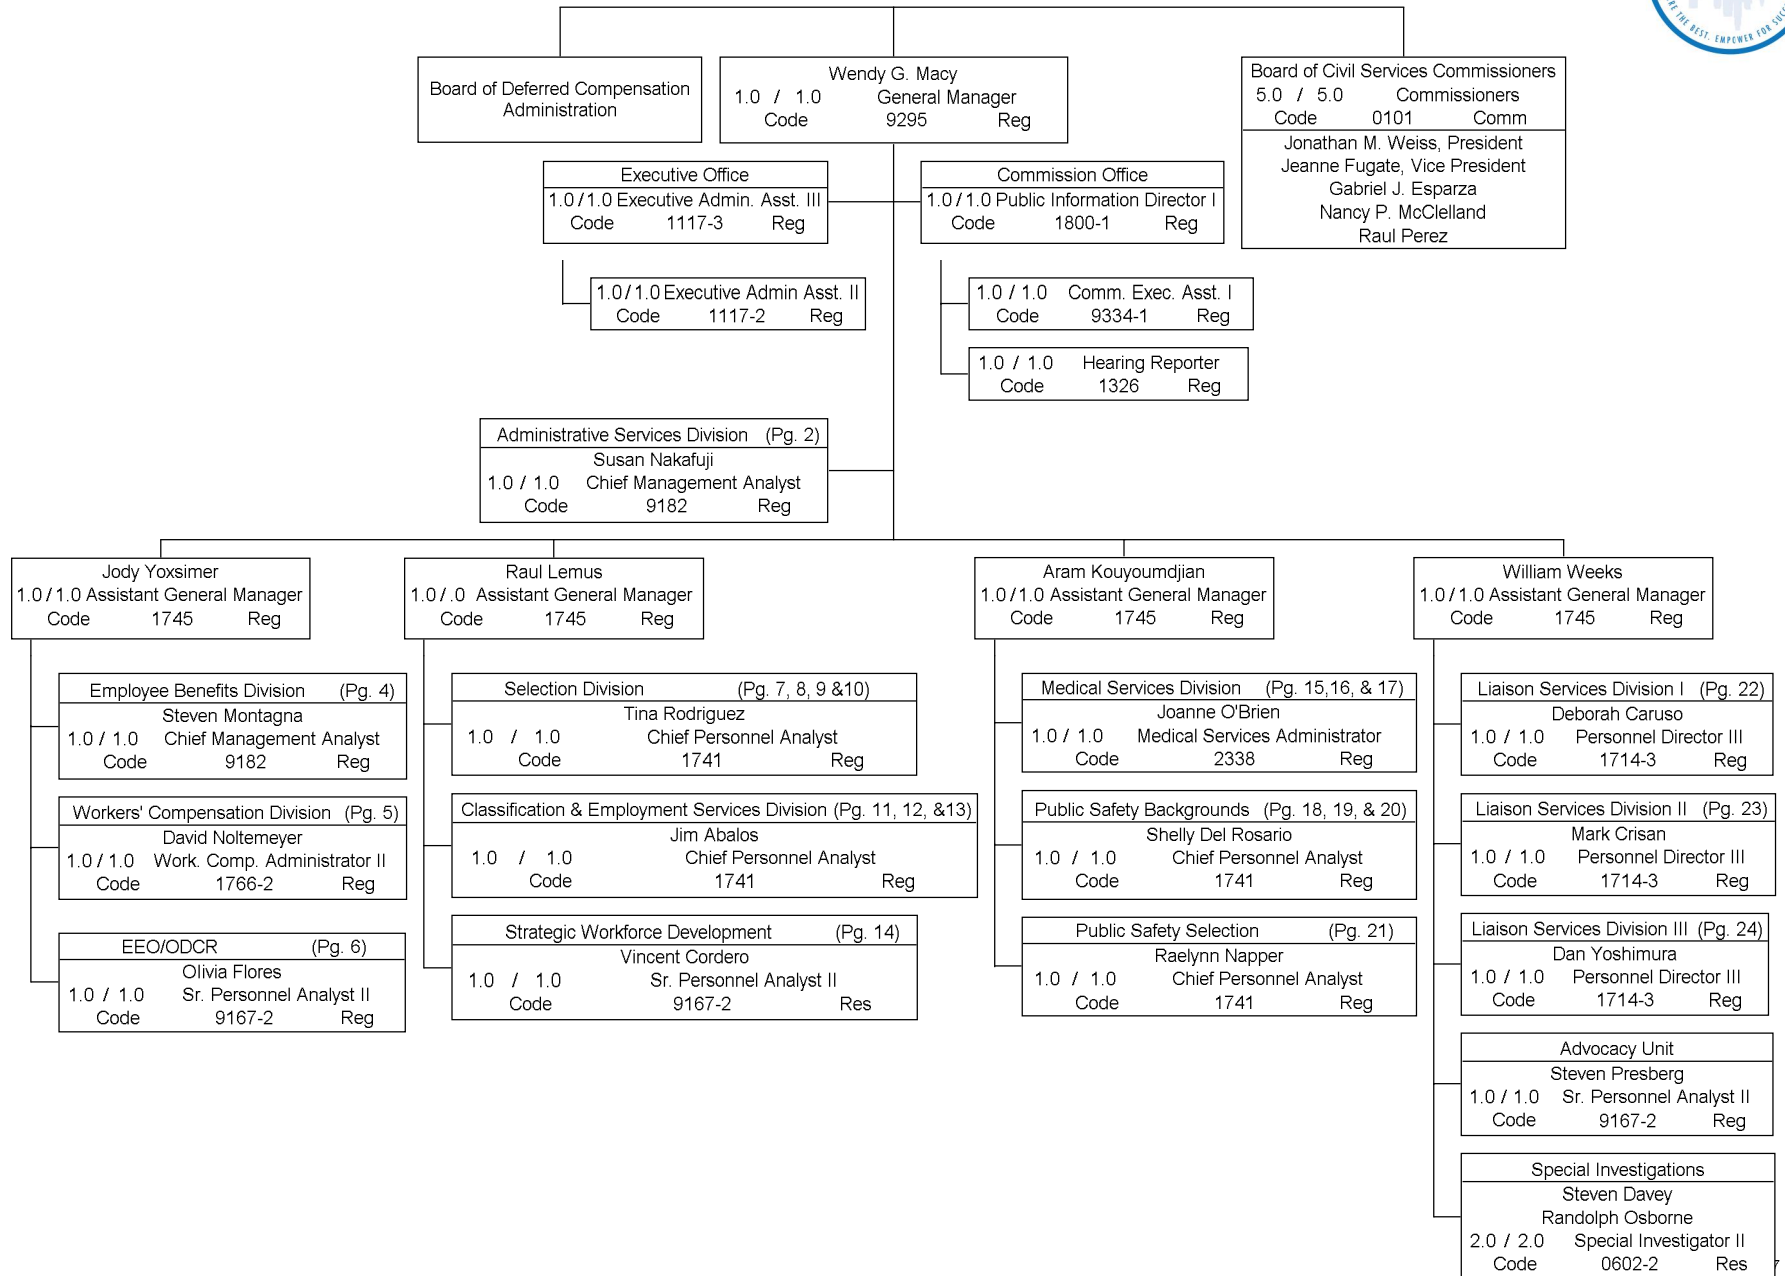 RE THE BEST. EMPOWER FOR SUC
Board of Deferred Compensation
Administration
Wendy G. Macy
1.0 / 1.0 General Manager
Code 9295 Reg
Board of Civil Services Commissioners
5.0 / 5.0 Commissioners
Code 0101 Comm
Jonathan M. Weiss, President
Jeanne Fugate, Vice President
Gabriel J. Esparza
Nancy P. McClelland
Raul Perez
Executive Office
1.0/1.0 Executive Admin. Asst. III
Code 1117-3 Reg
Commission Office
1.0/1.0 Public Information Director I
Code 1800-1 Reg
1.0/1.0 Executive Admin Asst. II
Code 1117-2 Reg
1.0 / 1.0 Comm. Exec. Asst. I
Code 9334-1 Reg
1.0 / 1.0 Hearing Reporter
Code 1326 Reg
Administrative Services Division (Pg. 2)
Susan Nakafuji
1.0 / 1.0 Chief Management Analyst
Code 9182 Reg
Jody Yoxsimer
1.0/1.0 Assistant General Manager
Code 1745 Reg
Raul Lemus
1.0/.0 Assistant General Manager
Code 1745 Reg
Aram Kouyoumdjian
1.0/1.0 Assistant General Manager
Code 1745 Reg
William Weeks
1.0/1.0 Assistant General Manager
Code 1745 Reg
Employee Benefits Division (Pg. 4)
Steven Montagna
1.0 / 1.0 Chief Management Analyst
Code 9182 Reg
Workers' Compensation Division (Pg. 5)
David Noltemeyer
1.0/1.0 Work. Comp. Administrator II
Code 1766-2 Reg
EEO/ODCR (Pg. 6)
Olivia Flores
1.0 / 1.0 Sr. Personnel Analyst II
Code 9167-2 Reg
Selection Division (Pg. 7, 8, 9 &10)
Tina Rodriguez
1.0 / 1.0 Chief Personnel Analyst
Code 1741 Reg
Classification & Employment Services Division (Pg. 11, 12, &13)
Jim Abalos
1.0 / 1.0 Chief Personnel Analyst
Code 1741 Reg
Strategic Workforce Development (Pg. 14)
Vincent Cordero
1.0 / 1.0 Sr. Personnel Analyst II
Code 9167-2 Res
Medical Services Division (Pg. 15,16, & 17)
Joanne O'Brien
1.0/ 1.0 Medical Services Administrator
Code 2338 Reg
Public Safety Backgrounds (Pg. 18, 19, & 20)
Shelly Del Rosario
1.0 / 1.0 Chief Personnel Analyst
Code 1741 Reg
Public Safety Selection (Pg. 21)
Raelynn Napper
1.0 / 1.0 Chief Personnel Analyst
Code 1741 Reg
Liaison Services Division I (Pg. 22)
Deborah Caruso
1.0 / 1.0 Personnel Director III
Code 1714-3 Reg
Liaison Services Division II (Pg. 23)
Mark Crisan
1.0 / 1.0 Personnel Director III
Code 1714-3 Reg
Liaison Services Division III (Pg. 24)
Dan Yoshimura
1.0 / 1.0 Personnel Director III
Code 1714-3 Reg
Advocacy Unit
Steven Presberg
1.0 / 1.0 Sr. Personnel Analyst II
Code 9167-2 Reg
Special Investigations
Steven Davey
Randolph Osborne
2.0 / 2.0 Special Investigator II
Code 0602-2 Res